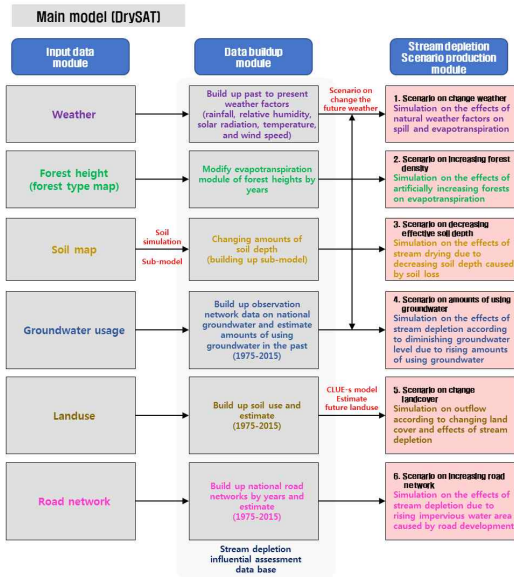 Main model (DrySAT)
Input data
module
Data buildup
module
Stream depletion
Scenario production
module
Weather
Build up past to present
weather factors
(rainfall, relative humidity,
solar radiation, temperature,
and wind speed)
Scenario on
change the
future weather
1. Scenario on change weather
Simulation on the effects of
natural weather factors on
spill and evapotranspiration
Forest height
(forest type map)
Modify evapotranspiration
module of forest heights by
years
2. Scenario on increasing forest
density
Simulation on the effects of
artificially increasing forests
on evapotranspiration
Soil map
Soil
simulation
Sub-model
Changing amounts of
soil depth
(building up sub-model)
3. Scenario on decreasing
effective soil depth
Simulation on the effects of
stream drying due to
decreasing soil depth caused
by soil loss
Groundwater usage
Build up observation
network data on national
groundwater and estimate
amounts of using
groundwater in the past
(1975-2015)
4. Scenario on amounts of using
groundwater
Simulation on the effects of
stream depletion according
to diminishing groundwater
level due to rising amounts
of using groundwater
Landuse
Build up soil use and
estimate
(1975-2015)
CLUE-s model
Estimate
future landuse
5. Scenario on change
landcover
Simulation on outflow
according to changing land
cover and effects of stream
depletion
Road network
Build up national road
networks by years and
estimate
(1975-2015)
6. Scenario on increasing road
network
Simulation on the effects of
stream depletion due to
rising impervious water area
caused by road development
Stream depletion
influential assessment
data base